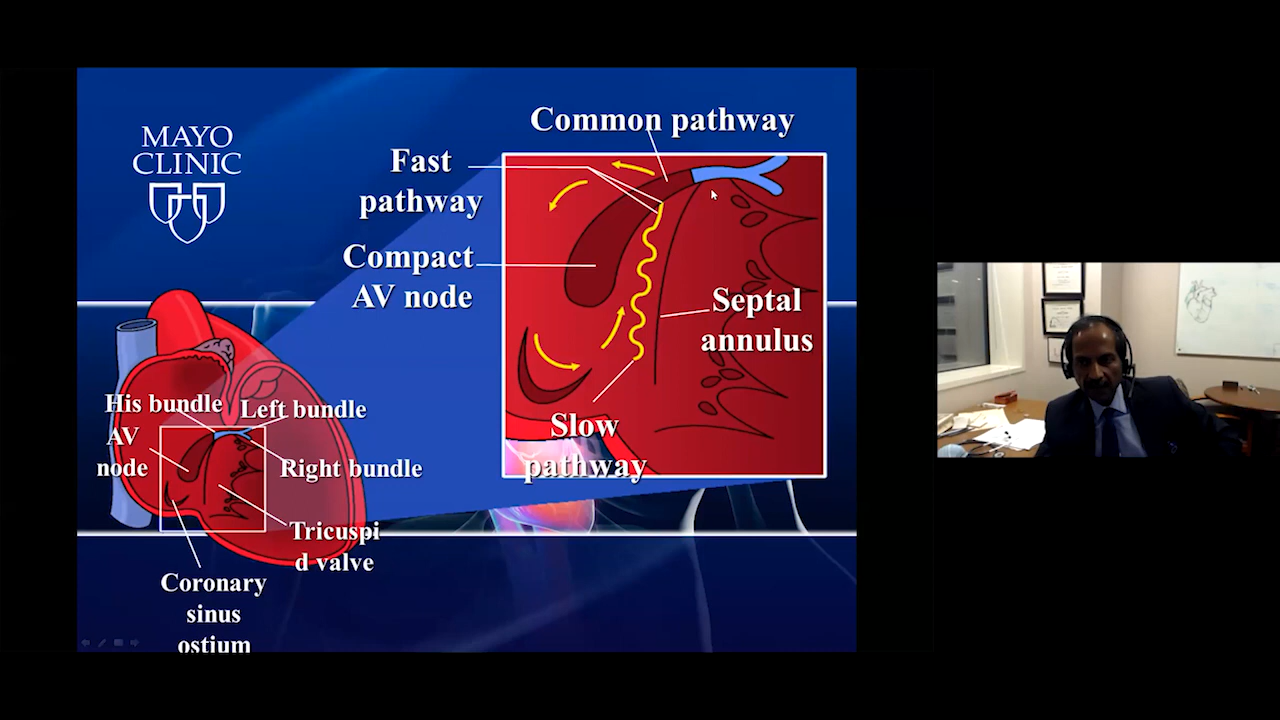 MAYO
CLINIC
Common pathway
Fast
pathway
Compact
AV node
Septal
annulus
Slow
pathway
His bundle
Left bundle
AV
node
Right bundle
Tricuspi
d valve
Coronary
sinus
ostium